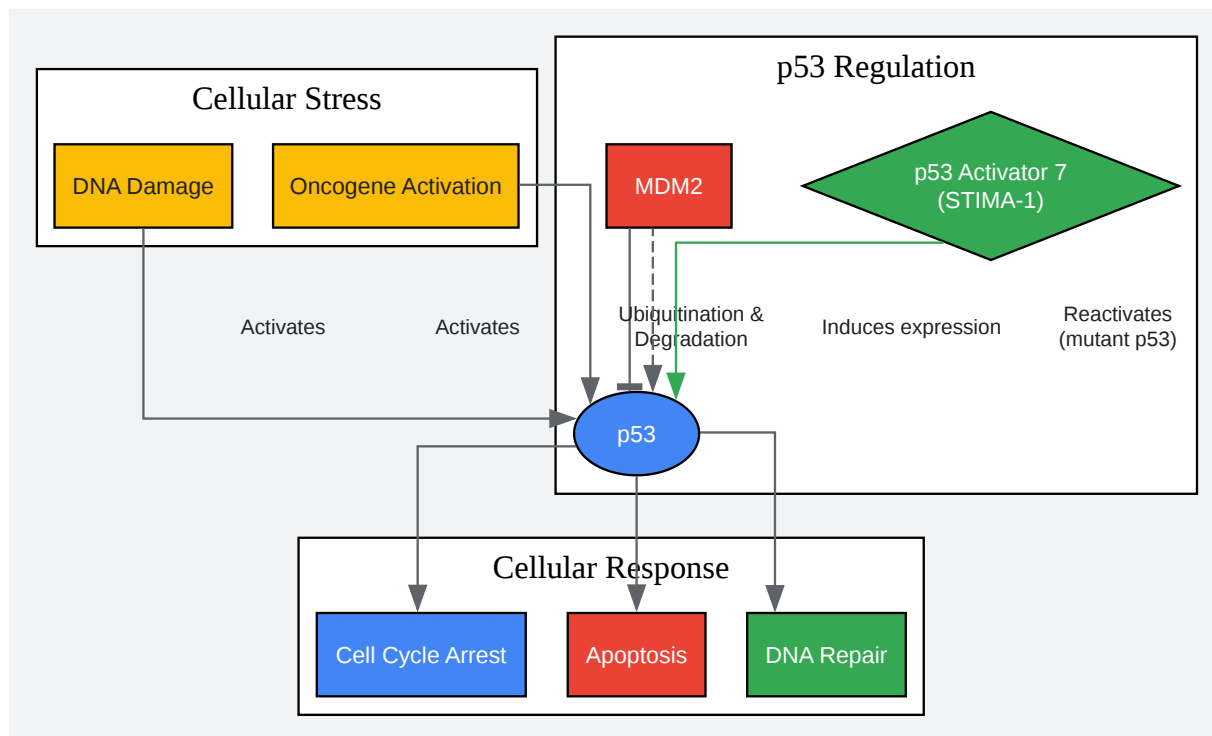 Cellular Stress
DNA Damage
Oncogene Activation
p53 Regulation
MDM2
p53 Activator 7
(STIMA-1)
Activates
Activates
Ubiquitination &
Degradation
Induces expression
Reactivates
(mutant p53)
p53
Cellular Response
Cell Cycle Arrest
Apoptosis
DNA Repair